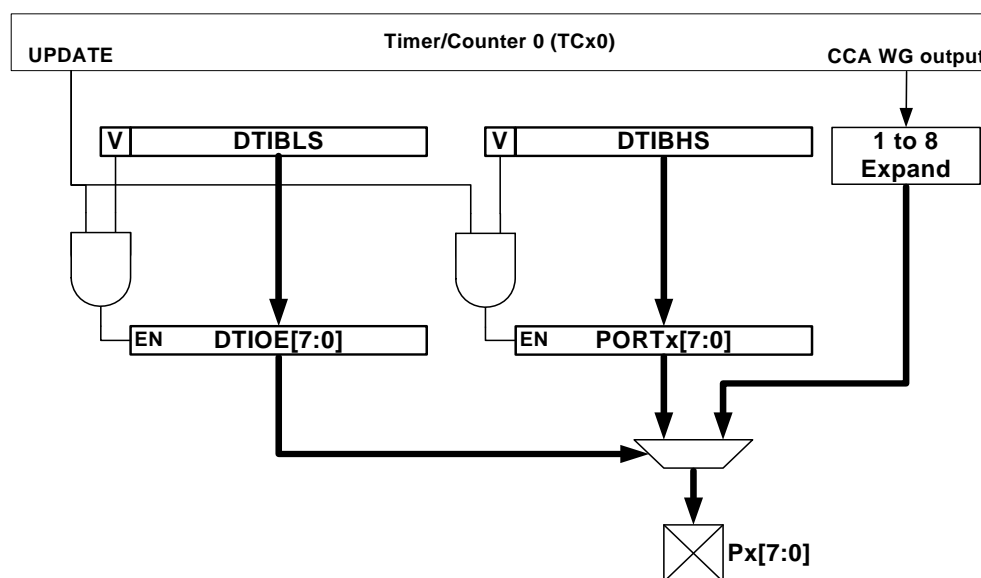 Timer/Counter 0 (TCx0)
UPDATE
CCA WG output
V
DTIBLS
V
DTIBHS
1 to 8
Expand
EN
DTIOE[7:0]
EN
PORTx[7:0]
Px[7:0]